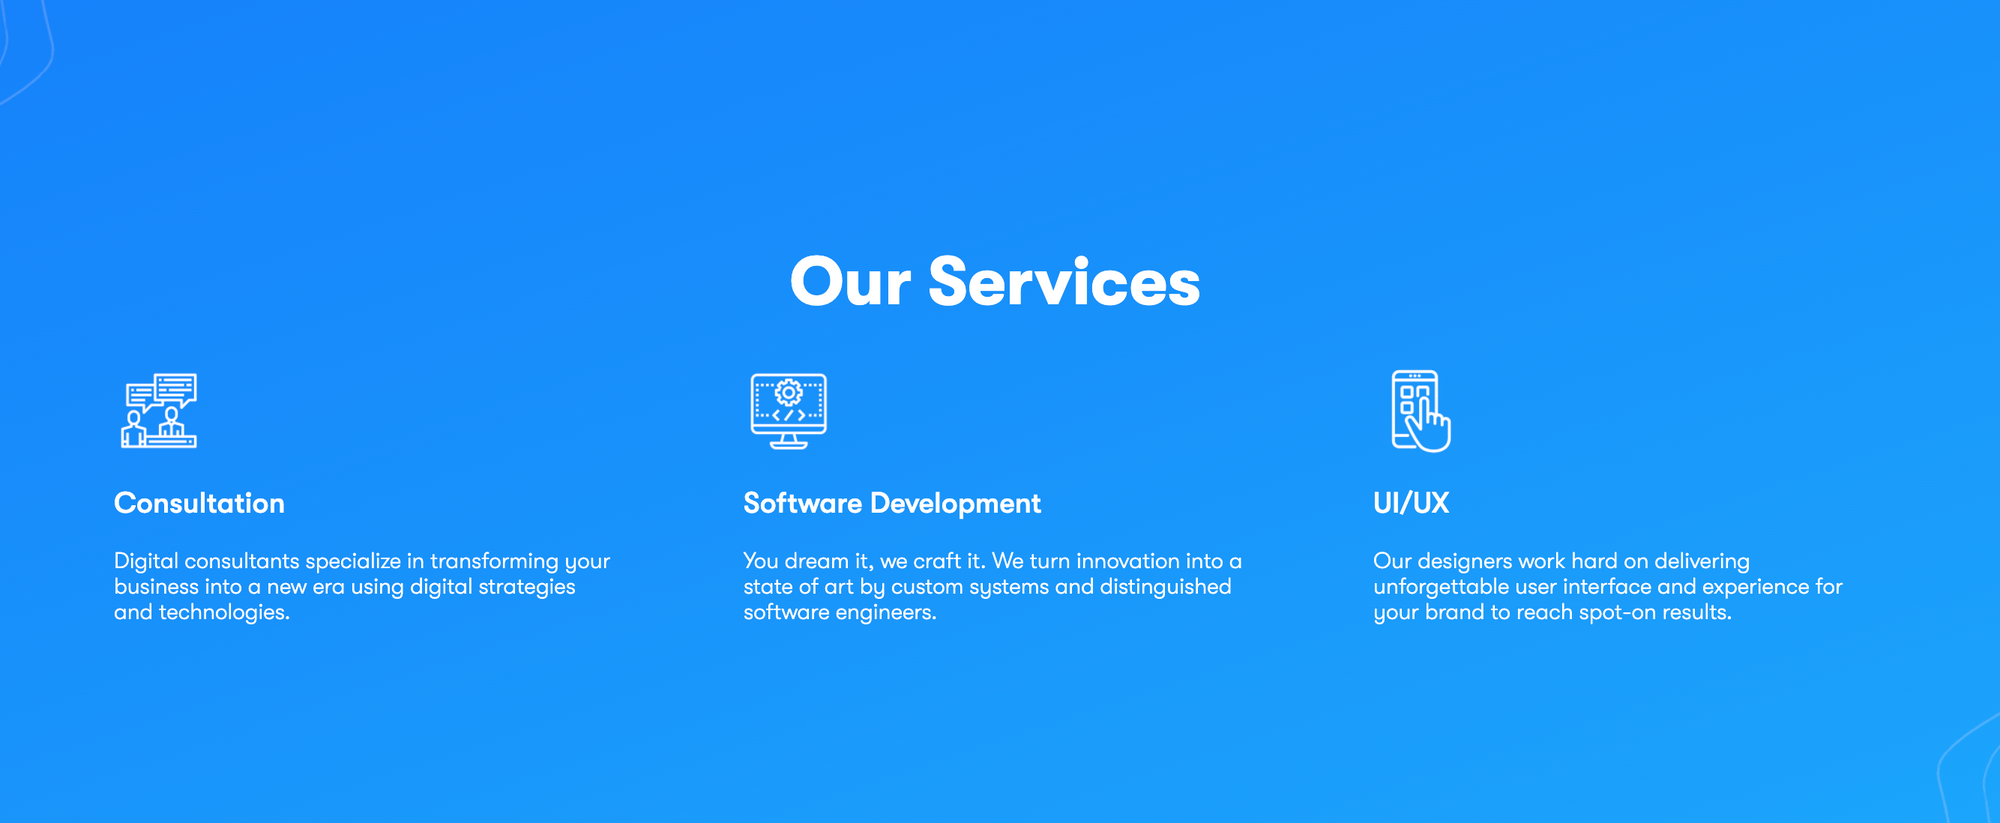 Our Services
Consultation
Digital consultants specialize in transforming your
business into a new era using digital strategies
and technologies.
Software Development
You dream it, we craft it. We turn innovation into a
state of art by custom systems and distinguished
software engineers.
UI/UX
Our designers work hard on delivering
unforgettable user interface and experience for
your brand to reach spot-on results.